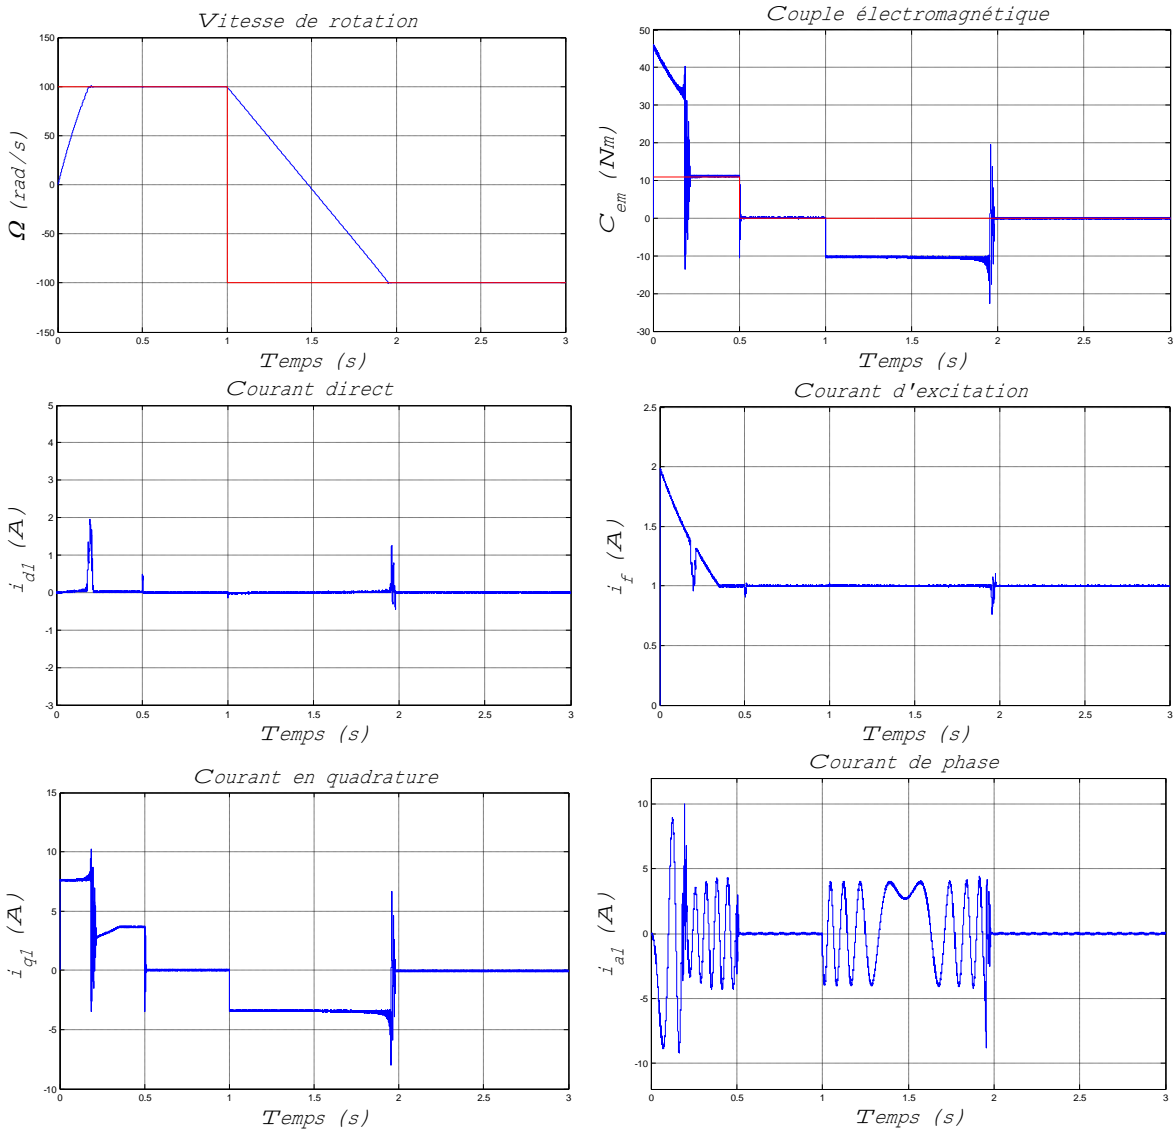 Vitesse de rotation
150
100
50
0
-50
-100
-150
Ω (rad/s)
0 0.5 1 1.5 2 2.5 3
Temps (s)
Couple électromagnétique
50
40
30
20
10
0
-10
-20
-30
C em (Nm)
0 0.5 1 1.5 2 2.5 3
Temps (s)
Courant direct
5
4
3
2
1
0
-1
-2
-3
i d1 (A)
0 0.5 1 1.5 2 2.5 3
Temps (s)
Courant d'excitation
2.5
2
1.5
1
0.5
0
i f (A)
0 0.5 1 1.5 2 2.5 3
Temps (s)
Courant en quadrature
15
10
5
0
-5
-10
i q1 (A)
0 0.5 1 1.5 2 2.5 3
Temps (s)
Courant de phase
10
5
0
-5
-10
i a1 (A)
0 0.5 1 1.5 2 2.5 3
Temps (s)